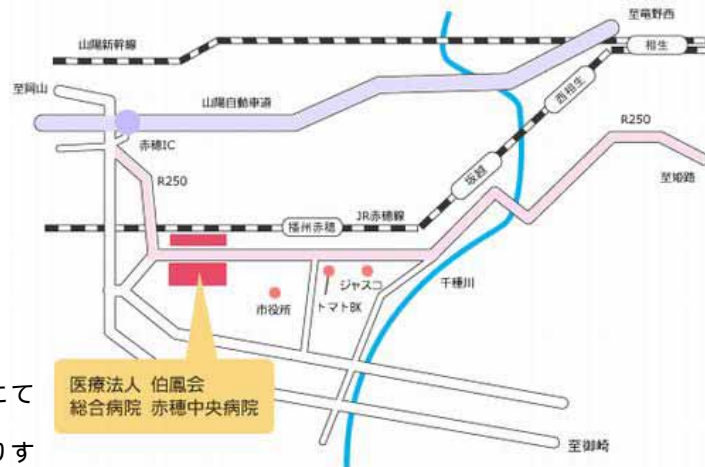 至竜野西
山陽新幹線
相生
至岡山
西相生
山陽自動車道
R250
赤穂IC
R250
坂越
至姫路
JR赤穂線
播州赤穂
千種川
ジャスコ
市役所
トマトBK
医療法人 伯鳳会
総合病院 赤穂中央病院
にて
至御崎
りす